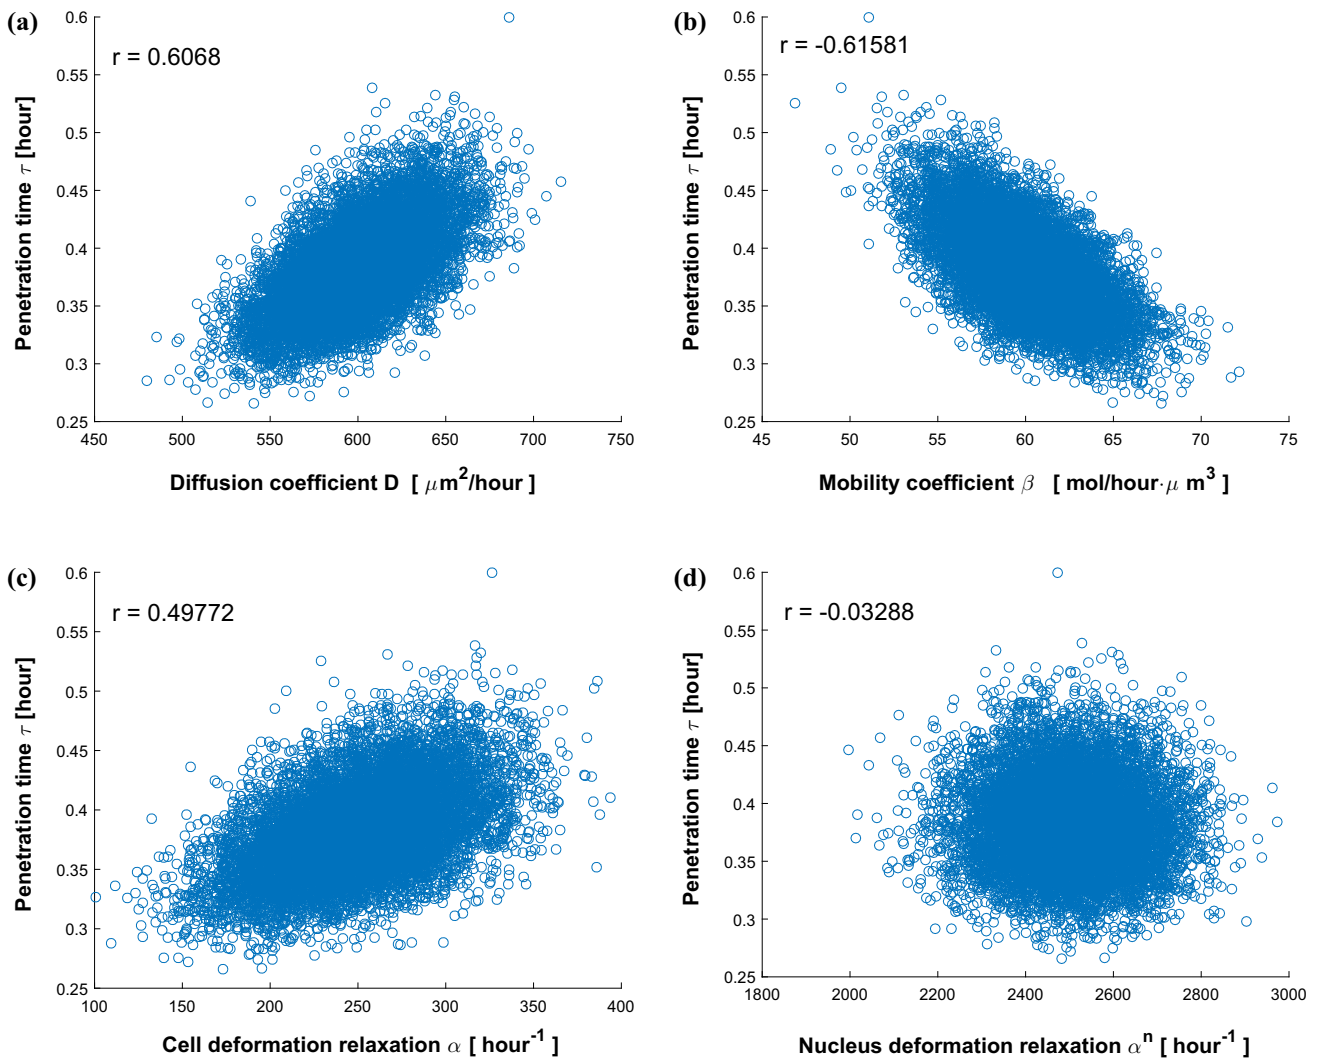 (a)
r = 0.6068
Penetration time τ [hour]
0.6
0.55
0.5
0.45
0.4
0.35
0.3
0.25
450 500 550 600 650 700 750
Diffusion coefficient D [ μm²/hour ]
(b)
r = -0.61581
Penetration time τ [hour]
0.6
0.55
0.5
0.45
0.4
0.35
0.3
0.25
45 50 55 60 65 70 75
Mobility coefficient β [ mol/hour·μ m³ ]
(c)
r = 0.49772
Penetration time τ [hour]
0.6
0.55
0.5
0.45
0.4
0.35
0.3
0.25
100 150 200 250 300 350 400
Cell deformation relaxation α [ hour⁻¹ ]
(d)
r = -0.03288
Penetration time τ [hour]
0.6
0.55
0.5
0.45
0.4
0.35
0.3
0.25
1800 2000 2200 2400 2600 2800 3000
Nucleus deformation relaxation αⁿ [ hour⁻¹ ]